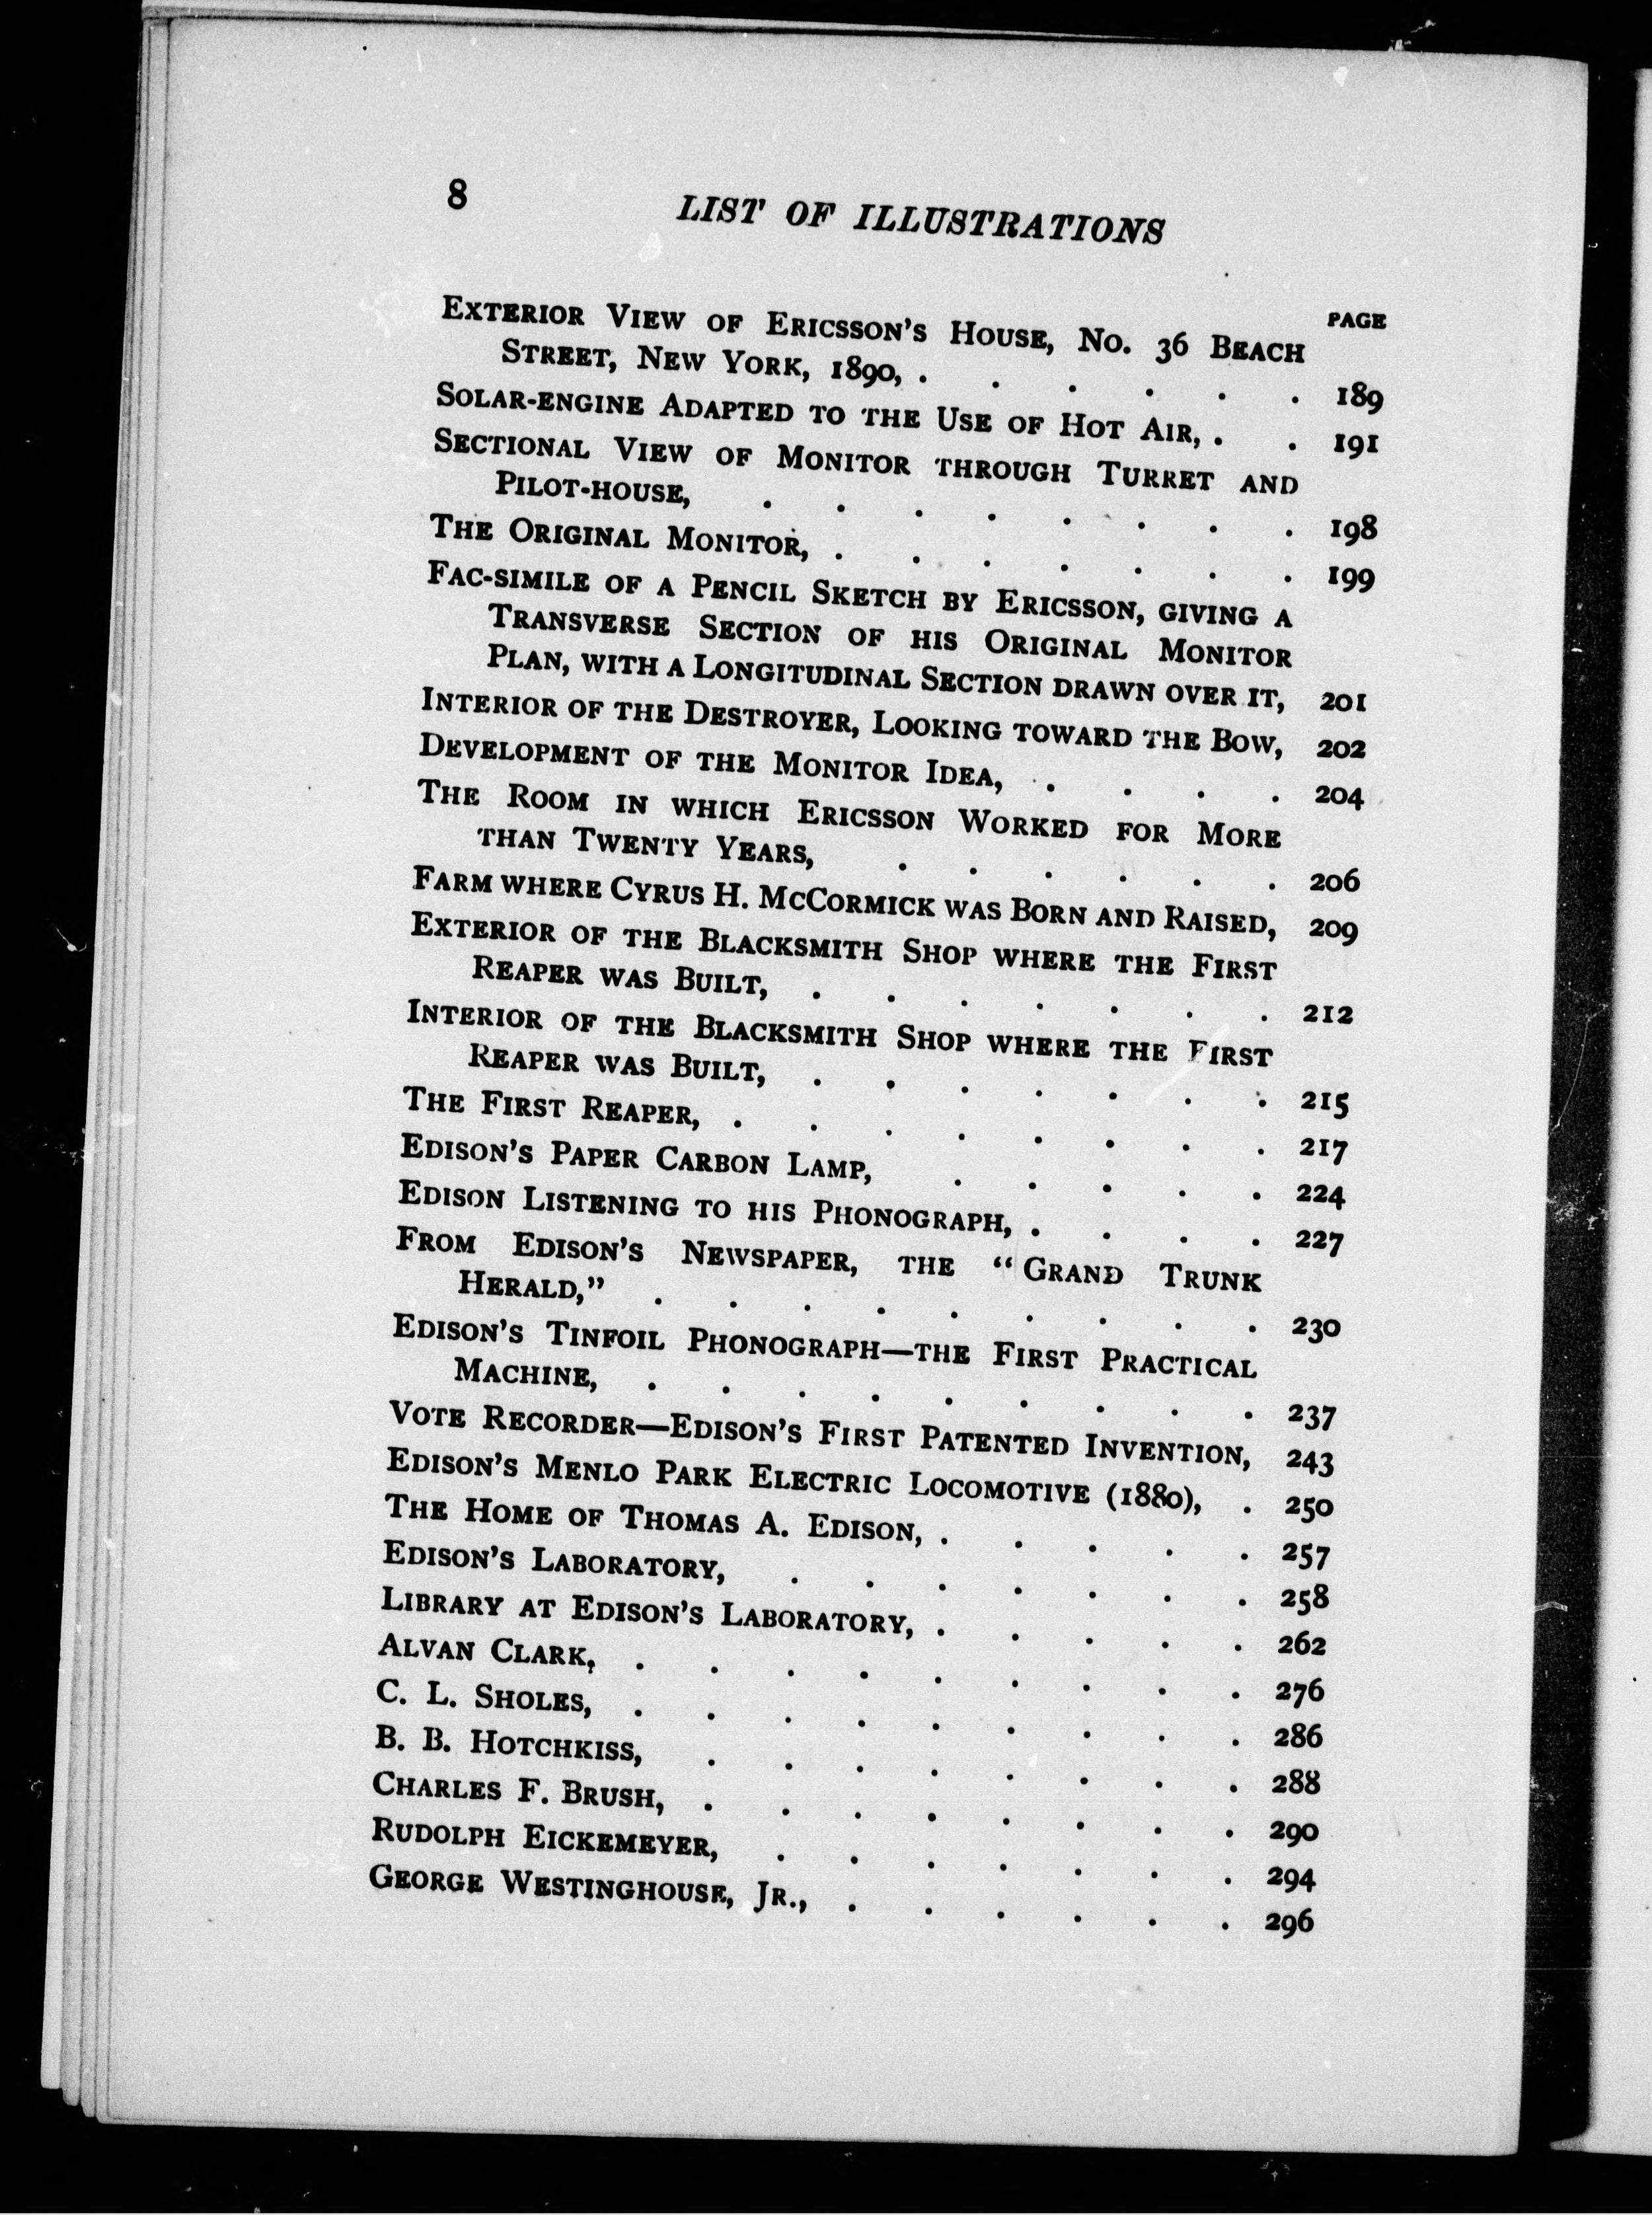 8
LIST OF ILLUSTRATIONS
PAGE
EXTERIOR VIEW OF ERICSSON'S HOUSE, NO. 36 BEACH
STREET, NEW YORK, 1890, . . . . . . 189
SOLAR-ENGINE ADAPTED TO THE USE OF HOT AIR, . . 191
SECTIONAL VIEW OF MONITOR THROUGH TURRET AND
PILOT-HOUSE, . . . . . . . . 198
THE ORIGINAL MONITOR, . . . . . . . 199
FAC-SIMILE OF A PENCIL SKETCH BY ERICSSON, GIVING A
TRANSVERSE SECTION OF HIS ORIGINAL MONITOR
PLAN, WITH A LONGITUDINAL SECTION DRAWN OVER IT, 201
INTERIOR OF THE DESTROYER, LOOKING TOWARD THE BOW, 202
DEVELOPMENT OF THE MONITOR IDEA, . . . . 204
THE ROOM IN WHICH ERICSSON WORKED FOR MORE
THAN TWENTY YEARS, . . . . . . 206
FARM WHERE CYRUS H. MCCORMICK WAS BORN AND RAISED, 209
EXTERIOR OF THE BLACKSMITH SHOP WHERE THE FIRST
REAPER WAS BUILT, . . . . . . . 212
INTERIOR OF THE BLACKSMITH SHOP WHERE THE FIRST
REAPER WAS BUILT, . . . . . . . 215
THE FIRST REAPER, . . . . . . . . 217
EDISON'S PAPER CARBON LAMP, . . . . . 224
EDISON LISTENING TO HIS PHONOGRAPH, . . . . 227
FROM EDISON'S NEWSPAPER, THE "GRAND TRUNK
HERALD," . . . . . . . . . 230
EDISON'S TINFOIL PHONOGRAPH—THE FIRST PRACTICAL
MACHINE, . . . . . . . . . 237
VOTE RECORDER—EDISON'S FIRST PATENTED INVENTION, 243
EDISON'S MENLO PARK ELECTRIC LOCOMOTIVE (1880), . 250
THE HOME OF THOMAS A. EDISON, . . . . . 257
EDISON'S LABORATORY, . . . . . . . 258
LIBRARY AT EDISON'S LABORATORY, . . . . . 262
ALVAN CLARK, . . . . . . . . . 276
C. L. SHOLES, . . . . . . . . . 286
B. B. HOTCHKISS, . . . . . . . . 288
CHARLES F. BRUSH, . . . . . . . . 290
RUDOLPH EICKEMEYER, . . . . . . . 294
GEORGE WESTINGHOUSE, JR., . . . . . . 296